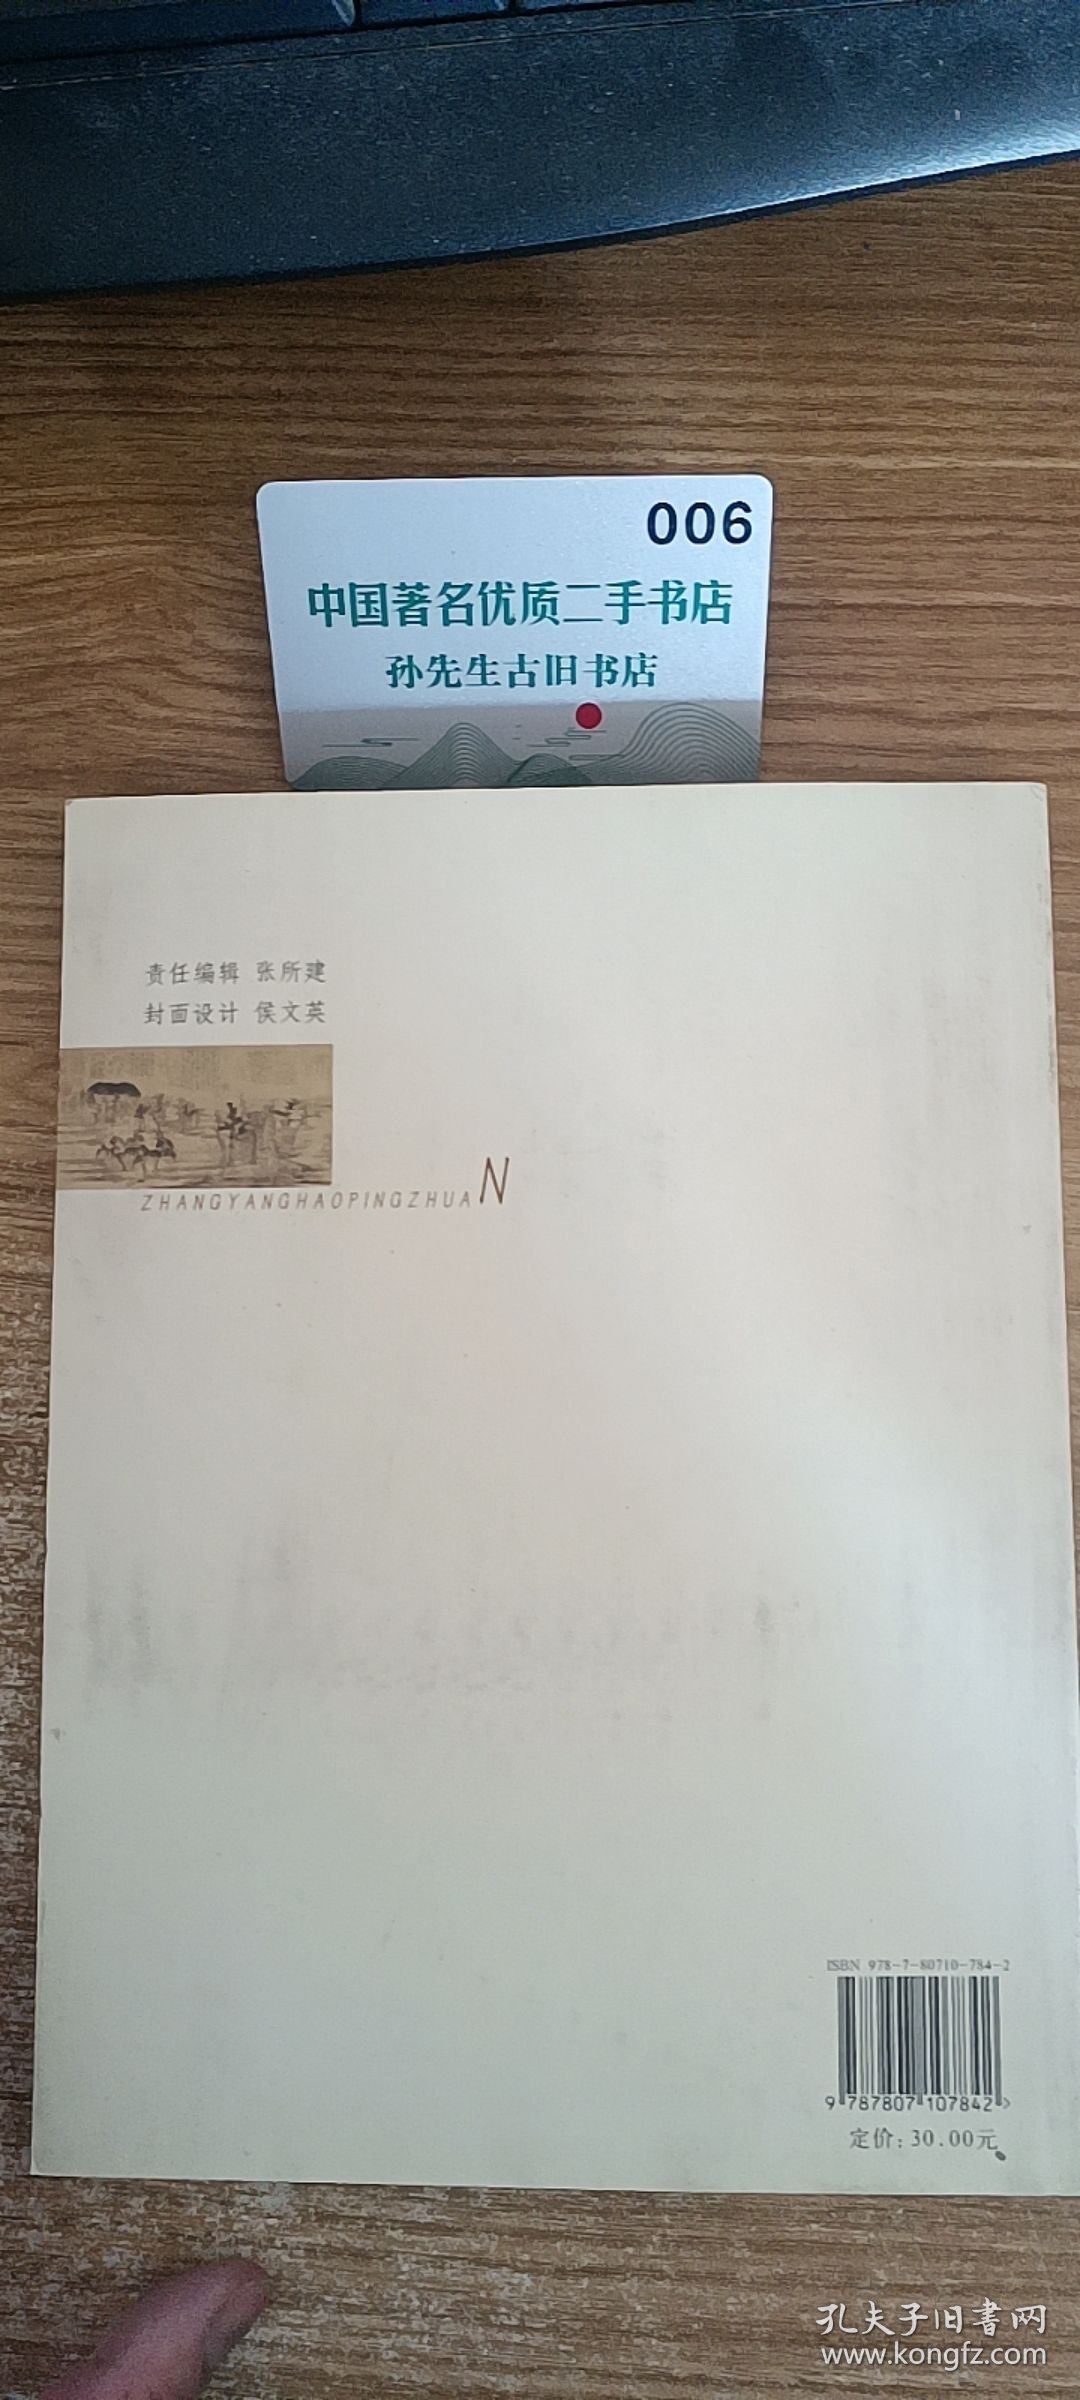 006
中国著名优质二手书店
孙先生古旧书店
责任编辑 张所建
封面设计 侯文英
ZHANGYANGHAOPINGZHUAN
ISBN 978-7-80710-784-2
9 787807 107842 >
定价: 30.00元
孔夫子旧書网
www.kongfz.com